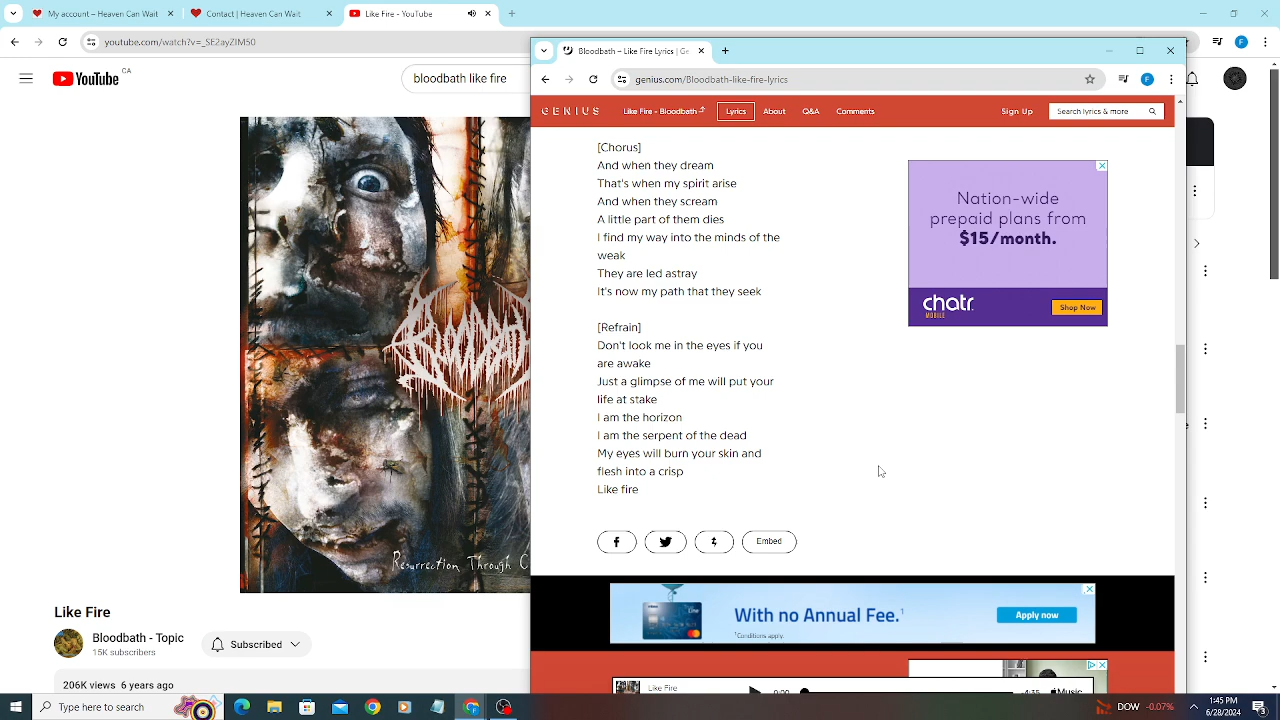 My account - Heaven Can Wait
Contact Heaven Can Wait
Like Fire - YouTube
youtube.com/watch?v=_SE2ayZIM50
YouTube
CA
bloodbath like fire
Bloodbath – Like Fire Lyrics | Ge
genius.com/Bloodbath-like-fire-lyrics
F
F
GENIUS
Like Fire - Bloodbath
Lyrics
About
Q&A
Comments
Sign Up
Search lyrics & more
[Chorus]
And when they dream
That's when my spirit arise
And when they scream
A little part of them dies
I find my way into the minds of the
weak
They are led astray
It's now my path that they seek
[Refrain]
Don't look me in the eyes if you
are awake
Just a glimpse of me will put your
life at stake
I am the horizon
I am the serpent of the dead
My eyes will burn your skin and
flesh into a crisp
Like fire
Embed
Nation-wide
prepaid plans from
$15/month.
chatr
MOBILE
Shop Now
Resurrection Through C
With no Annual Fee.1
1Conditions apply.
Apply now
Like Fire
Bloodbath - Topic
15K subscribers
Subscribed
206K views 6 years ago
Like Fire
0:00
4:35
Music
Type here to search
DOW -0.07%
1:45 PM
6/28/2024